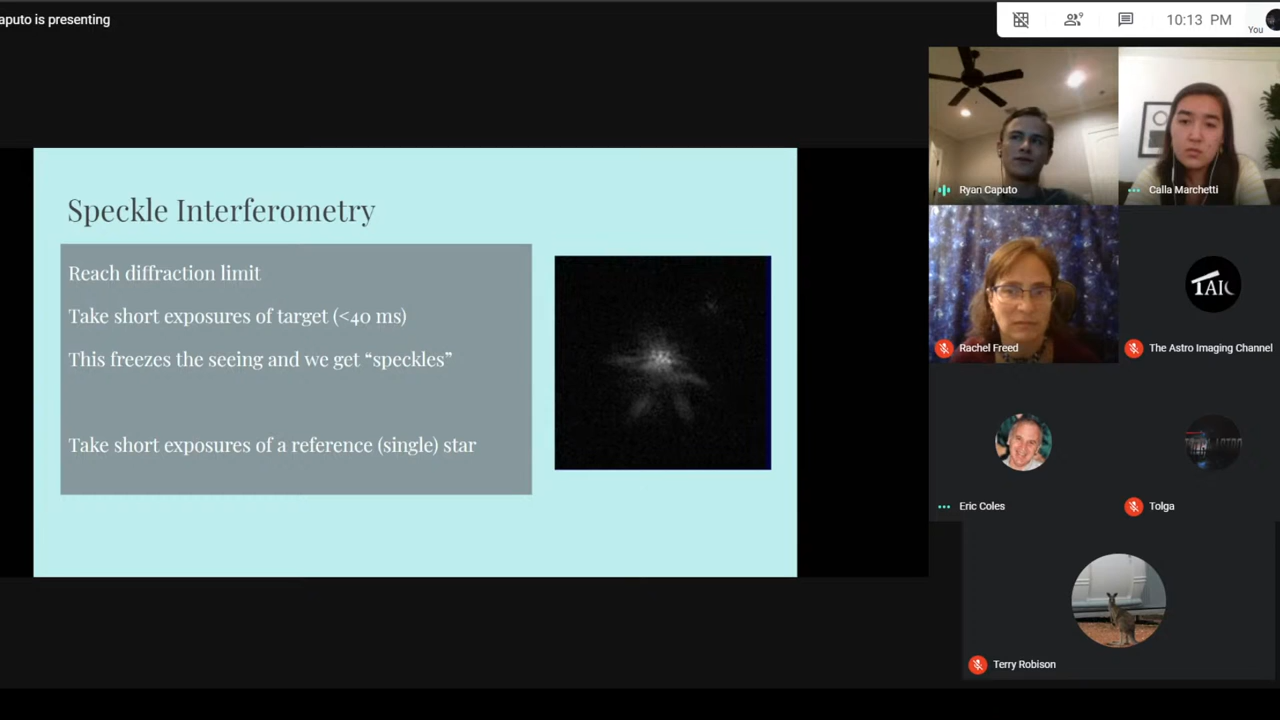 aputo is presenting
9
10:13 PM
You
Speckle Interferometry
Reach diffraction limit
Take short exposures of target (<40 ms)
This freezes the seeing and we get “speckles”
Take short exposures of a reference (single) star
Ryan Caputo
Calla Marchetti
TAIC
Rachel Freed
The Astro Imaging Channel
Eric Coles
Tolga
Terry Robison